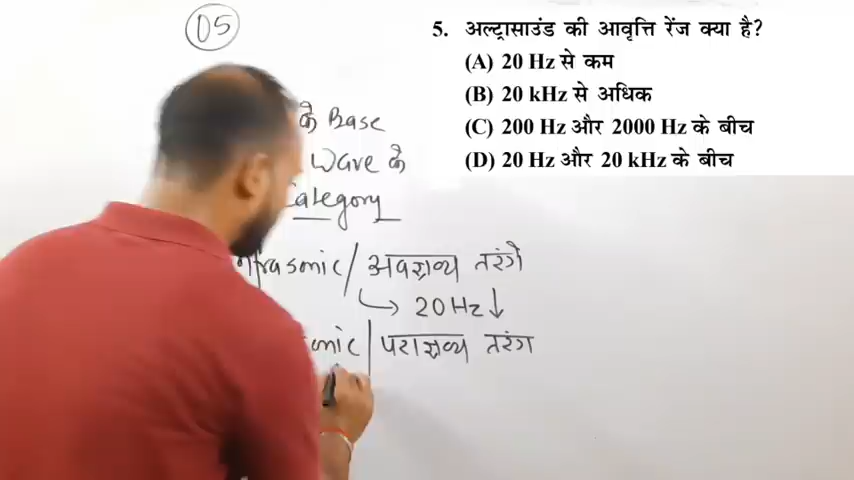 05
5. अल्ट्रासाउंड की आवृत्ति रेंज क्या है?
(A) 20 Hz से कम
(B) 20 kHz से अधिक
(C) 200 Hz और 2000 Hz के बीच
(D) 20 Hz और 20 kHz के बीच
के Base
Wave के
Category
nfrasonic / अवश्रव्य तरंगे
↳ 20Hz ↓
onic | पराश्रव्य तरंग